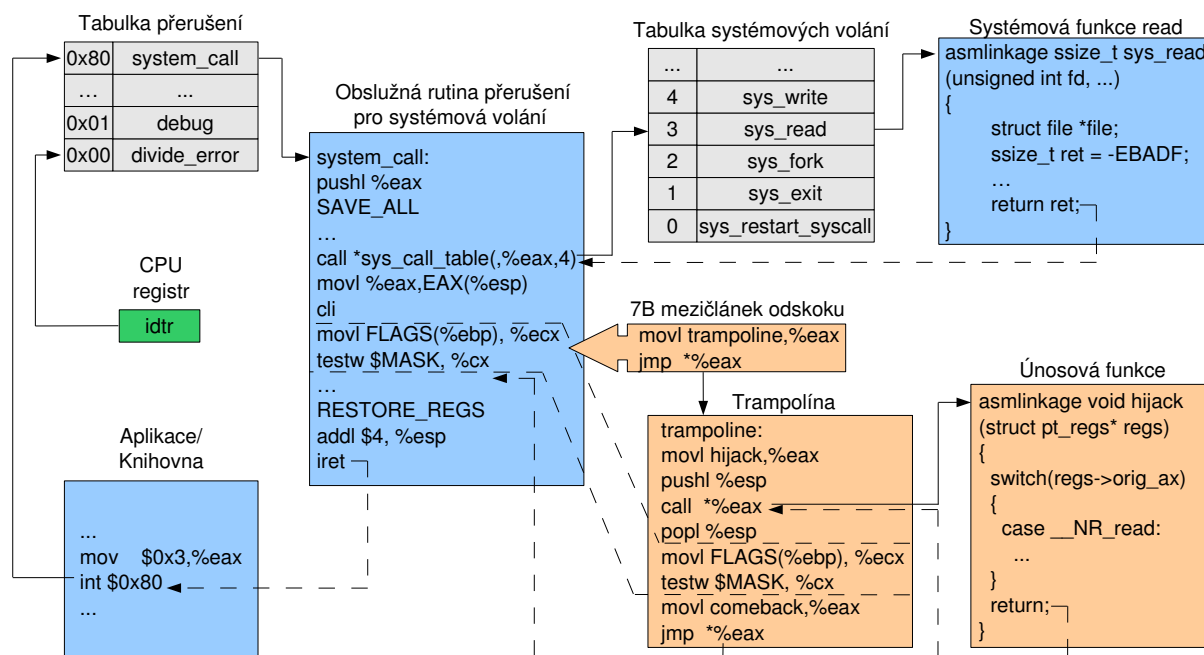 Tabulka přerušení
0x80 system_call
... ...
0x01 debug
0x00 divide_error
CPU
registr
idtr
Aplikace/
Knihovna
...
mov $0x3,%eax
int $0x80
...
Obslužná rutina přerušení
pro systémová volání
system_call:
pushl %eax
SAVE_ALL
...
call *sys_call_table(,%eax,4)
movl %eax,EAX(%esp)
cli
movl FLAGS(%ebp), %ecx
testw $MASK, %cx
...
RESTORE_REGS
addl $4, %esp
iret
Tabulka systémových volání
... ...
4 sys_write
3 sys_read
2 sys_fork
1 sys_exit
0 sys_restart_syscall
Systémová funkce read
asmlinkage ssize_t sys_read
(unsigned int fd, ...)
{
struct file *file;
ssize_t ret = -EBADF;
...
return ret;
}
7B mezičlánek odskoku
movl trampoline,%eax
jmp *%eax
Trampolína
trampoline:
movl hijack,%eax
pushl %esp
call *%eax
popl %esp
movl FLAGS(%ebp), %ecx
testw $MASK, %cx
movl comeback,%eax
jmp *%eax
Únosová funkce
asmlinkage void hijack
(struct pt_regs* regs)
{
switch(regs->orig_ax)
{
case __NR_read:
...
}
return;
}